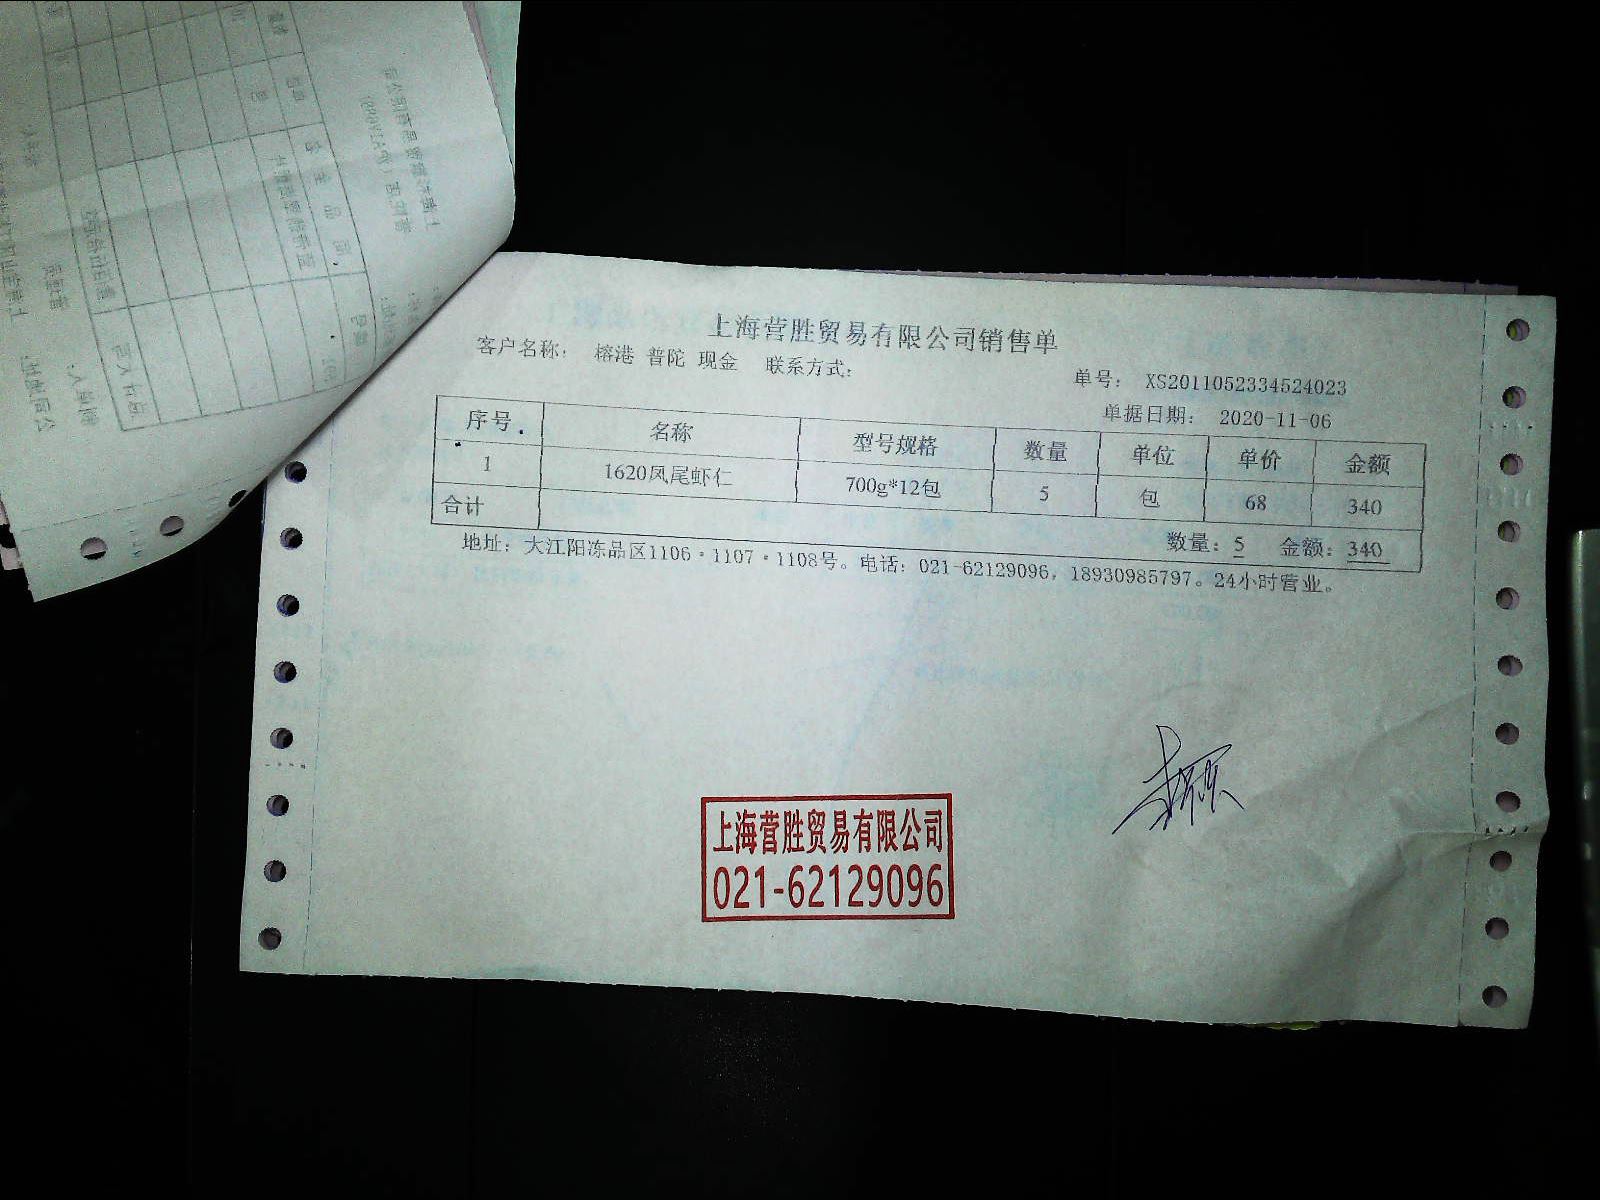 上海营胜贸易有限公司销售单
客户名称： 榕港 普陀 现金 联系方式：
单号： XS2011052334524023
单据日期： 2020-11-06
序号 名称 型号规格 数量 单位 单价 金额
1 1620凤尾虾仁 700g*12包 5 包 68 340
合计 数量：5 金额：340
地址：大江阳冻品区1106·1107·1108号。电话：021-62129096，18930985797。24小时营业。
上海营胜贸易有限公司
021-62129096